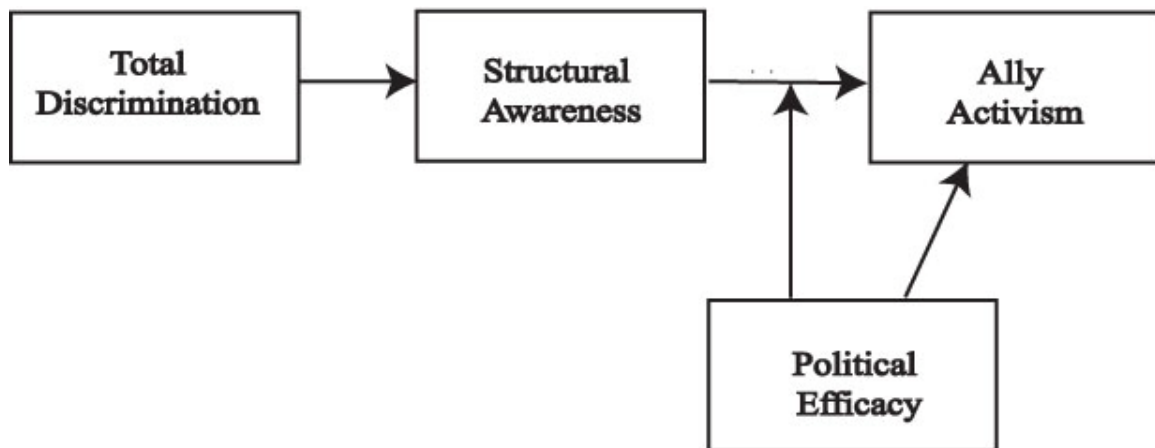 Total
Discrimination
Structural
Awareness
Ally
Activism
Political
Efficacy